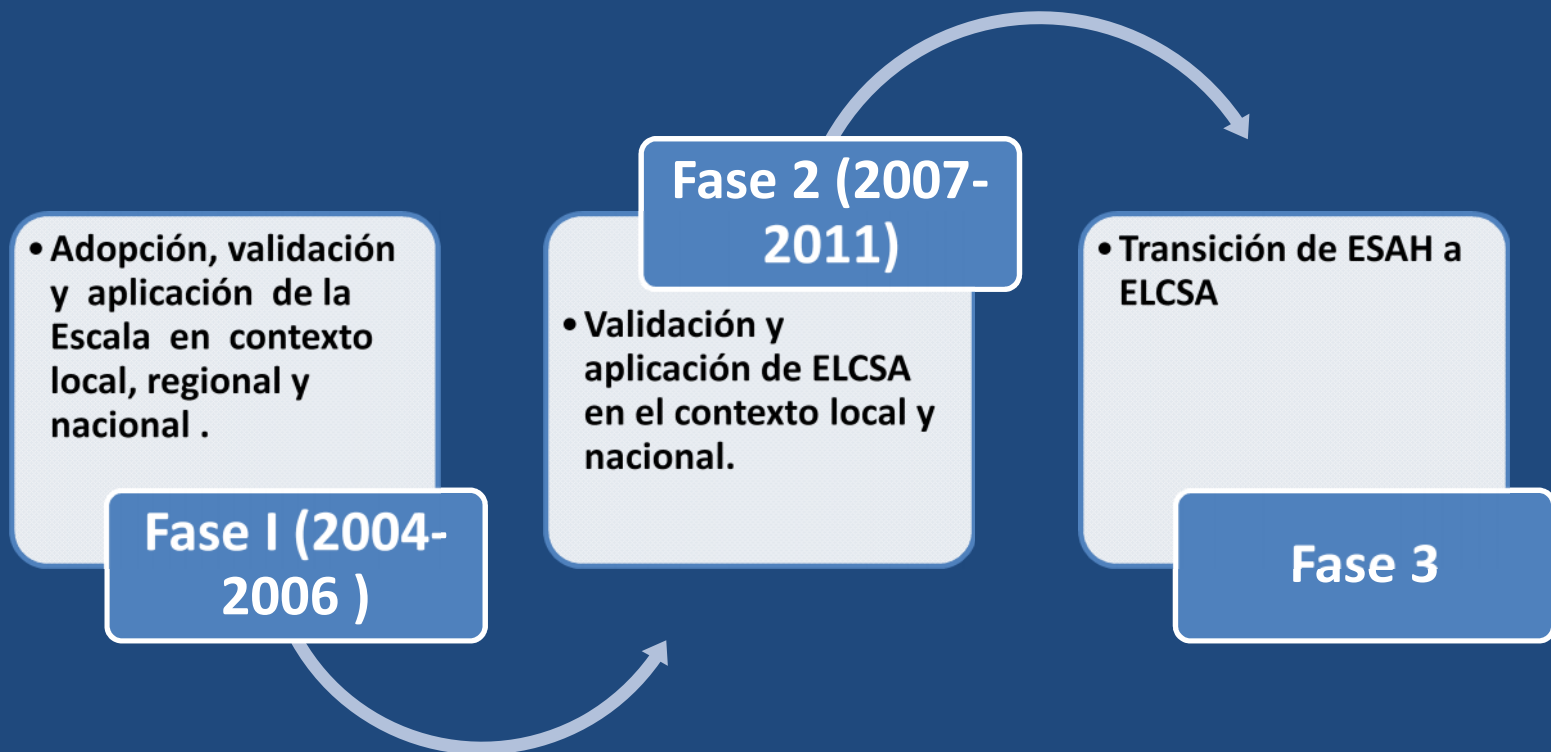 • Adopción, validación
y aplicación de la
Escala en contexto
local, regional y
nacional .
Fase I (2004-
2006 )
Fase 2 (2007-
2011)
• Validación y
aplicación de ELCSA
en el contexto local y
nacional.
• Transición de ESAH a
ELCSA
Fase 3